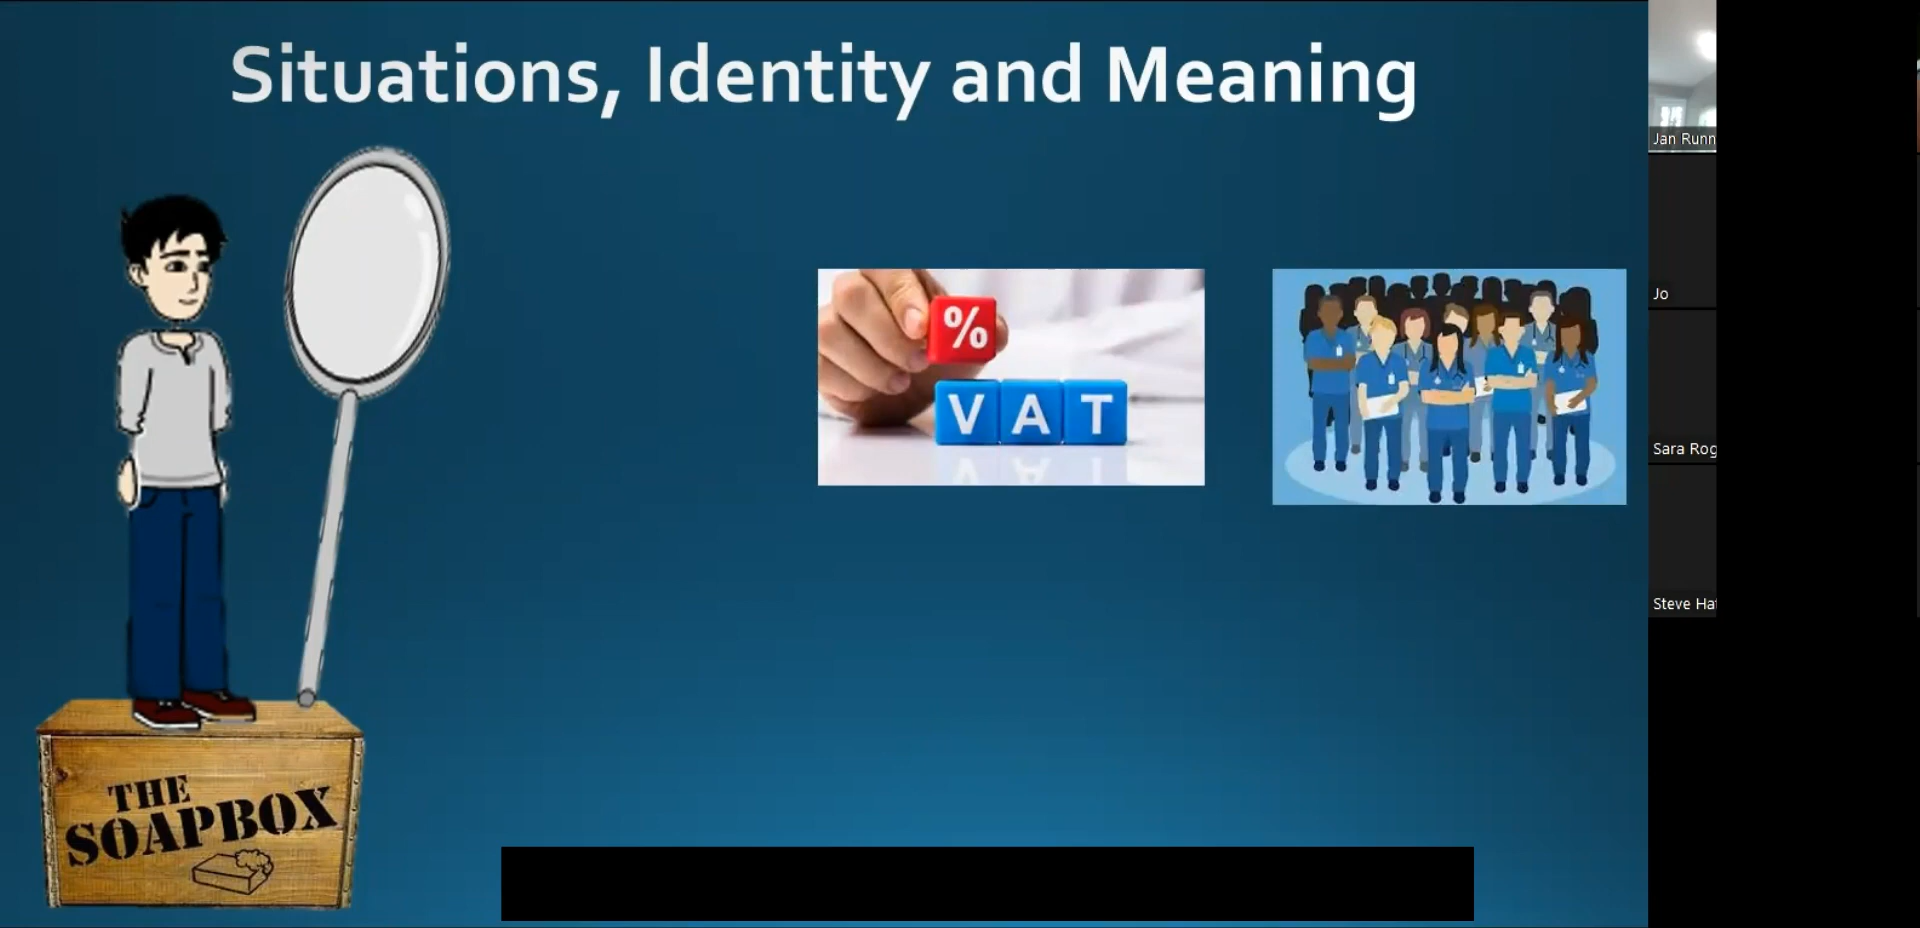 Situations, Identity and Meaning
%
VAT
THE
SOAPBOX
Jan Runn
Jo
Sara Rog
Steve Ha